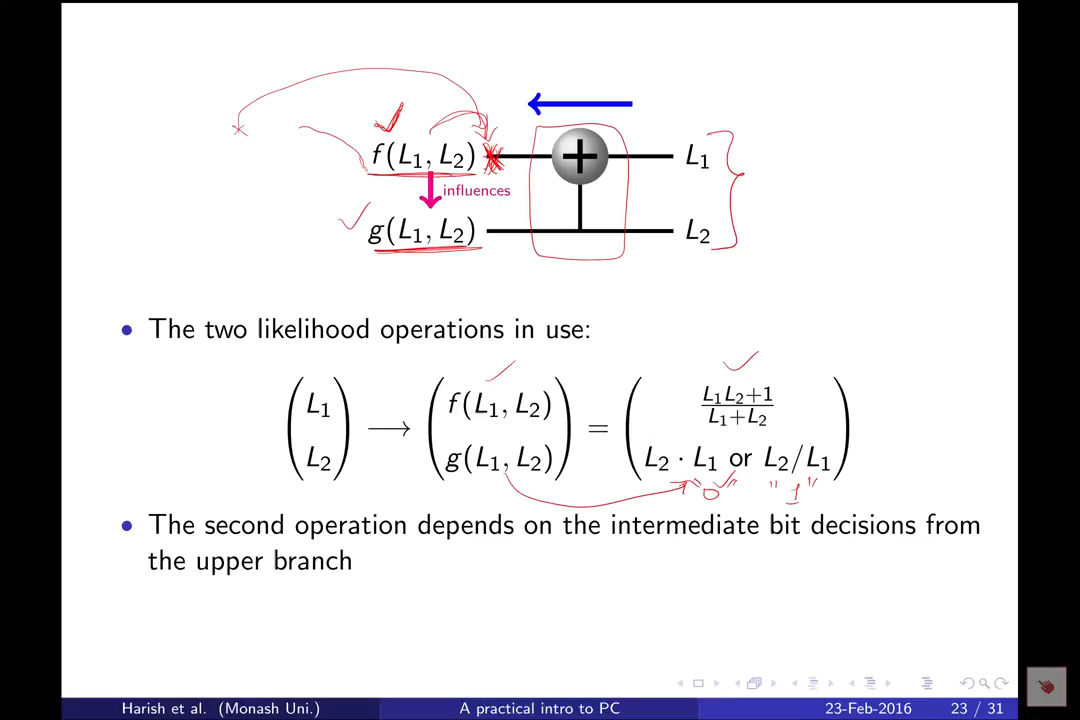 f(L₁, L₂) + L₁
influences
g(L₁, L₂) L₂
• The two likelihood operations in use:
(L₁ L₂) ⟶ (f(L₁, L₂) g(L₁, L₂)) = ((L₁L₂+1)/(L₁+L₂) L₂ · L₁ or L₂/L₁)
"0" "1"
• The second operation depends on the intermediate bit decisions from
the upper branch
Harish et al. (Monash Uni.) A practical intro to PC 23-Feb-2016 23 / 31